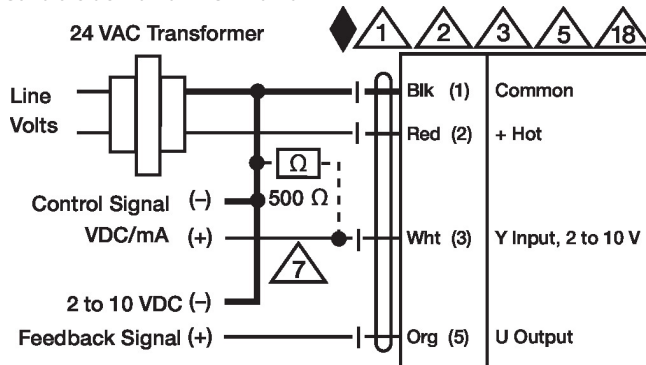 24 VAC Transformer
1 2 3 5 18
Line
Volts
Blk (1) Common
Red (2) + Hot
Ω
500 Ω
Control Signal (-)
VDC/mA (+)
Wht (3) Y Input, 2 to 10 V
7
2 to 10 VDC (-)
Feedback Signal (+)
Org (5) U Output